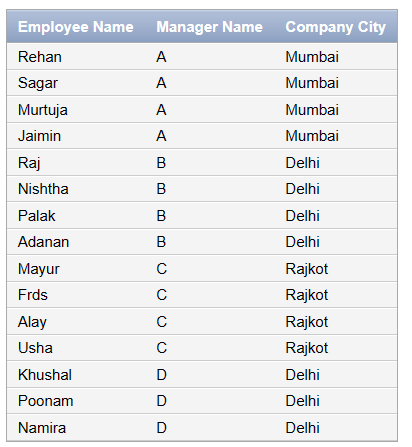 Employee Name Manager Name Company City
Rehan A Mumbai
Sagar A Mumbai
Murtuja A Mumbai
Jaimin A Mumbai
Raj B Delhi
Nishtha B Delhi
Palak B Delhi
Adanan B Delhi
Mayur C Rajkot
Frds C Rajkot
Alay C Rajkot
Usha C Rajkot
Khushal D Delhi
Poonam D Delhi
Namira D Delhi